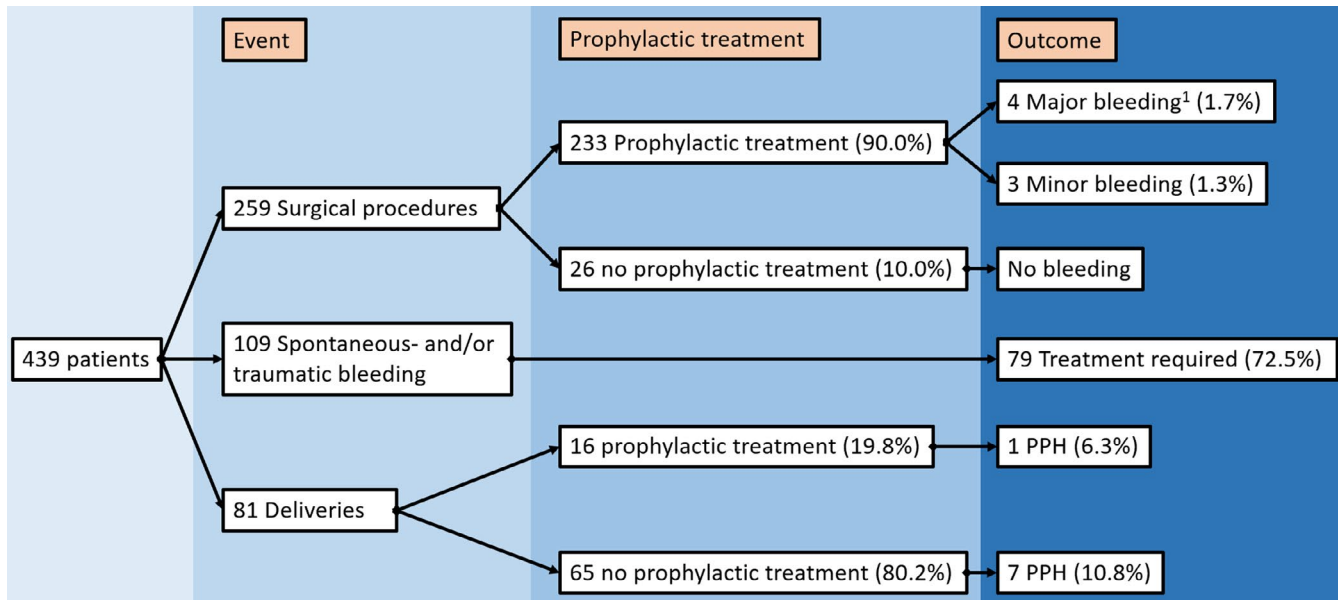 Event
Prophylactic treatment
Outcome
4 Major bleeding¹ (1.7%)
233 Prophylactic treatment (90.0%)
3 Minor bleeding (1.3%)
259 Surgical procedures
26 no prophylactic treatment (10.0%)
No bleeding
439 patients
109 Spontaneous- and/or
traumatic bleeding
79 Treatment required (72.5%)
16 prophylactic treatment (19.8%)
1 PPH (6.3%)
81 Deliveries
65 no prophylactic treatment (80.2%)
7 PPH (10.8%)